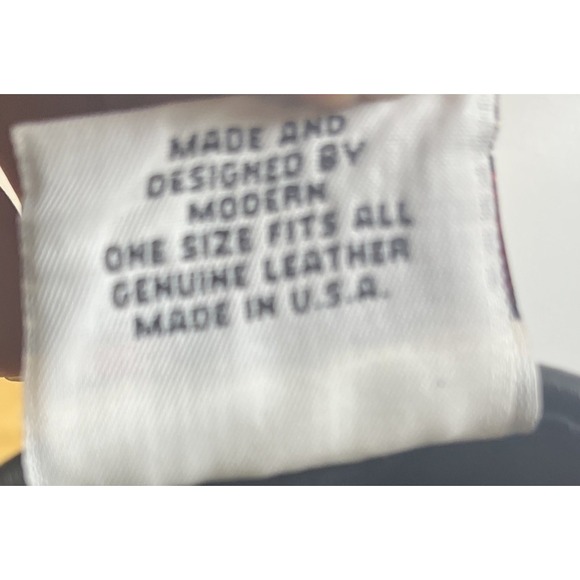 MADE AND
DESIGNED BY
MODERN
ONE SIZE FITS ALL
GENUINE LEATHER
MADE IN U.S.A.